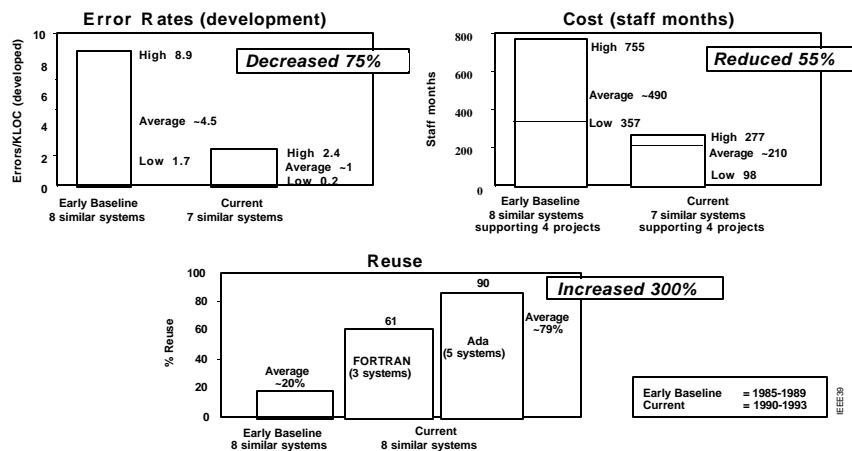 Error Rates (development)
10
8
6
4
2
0
Errors/KLOC (developed)
High 8.9
Average ~4.5
Low 1.7
Decreased 75%
High 2.4
Average ~1
Low 0.2
Early Baseline
8 similar systems
Current
7 similar systems
Cost (staff months)
800
600
400
200
0
Staff months
High 755
Average ~490
Low 357
Reduced 55%
High 277
Average ~210
Low 98
Early Baseline
8 similar systems
supporting 4 projects
Current
7 similar systems
supporting 4 projects
Reuse
100
80
60
40
20
0
% Reuse
Average
~20%
61
FORTRAN
(3 systems)
90
Ada
(5 systems)
Increased 300%
Average
~79%
Early Baseline
8 similar systems
Current
8 similar systems
Early Baseline = 1985-1989
Current = 1990-1993
IEEE39